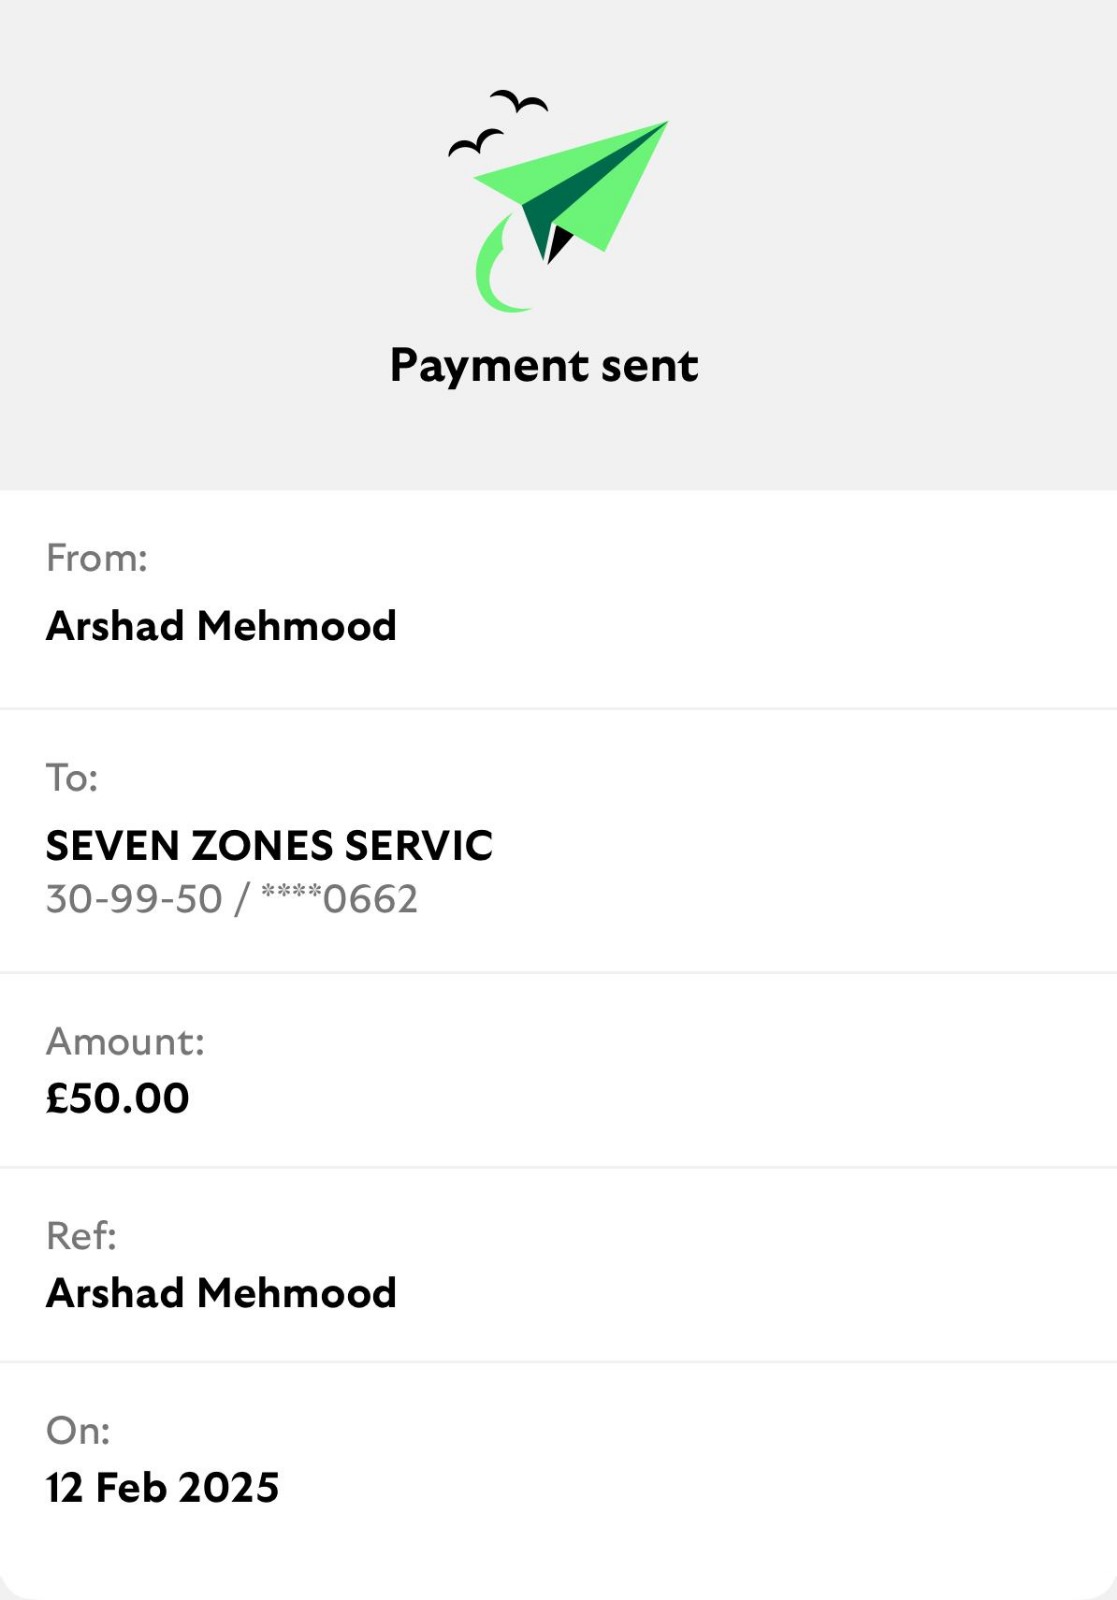 Payment sent
From:
Arshad Mehmood
To:
SEVEN ZONES SERVIC
30-99-50 / ****0662
Amount:
£50.00
Ref:
Arshad Mehmood
On:
12 Feb 2025